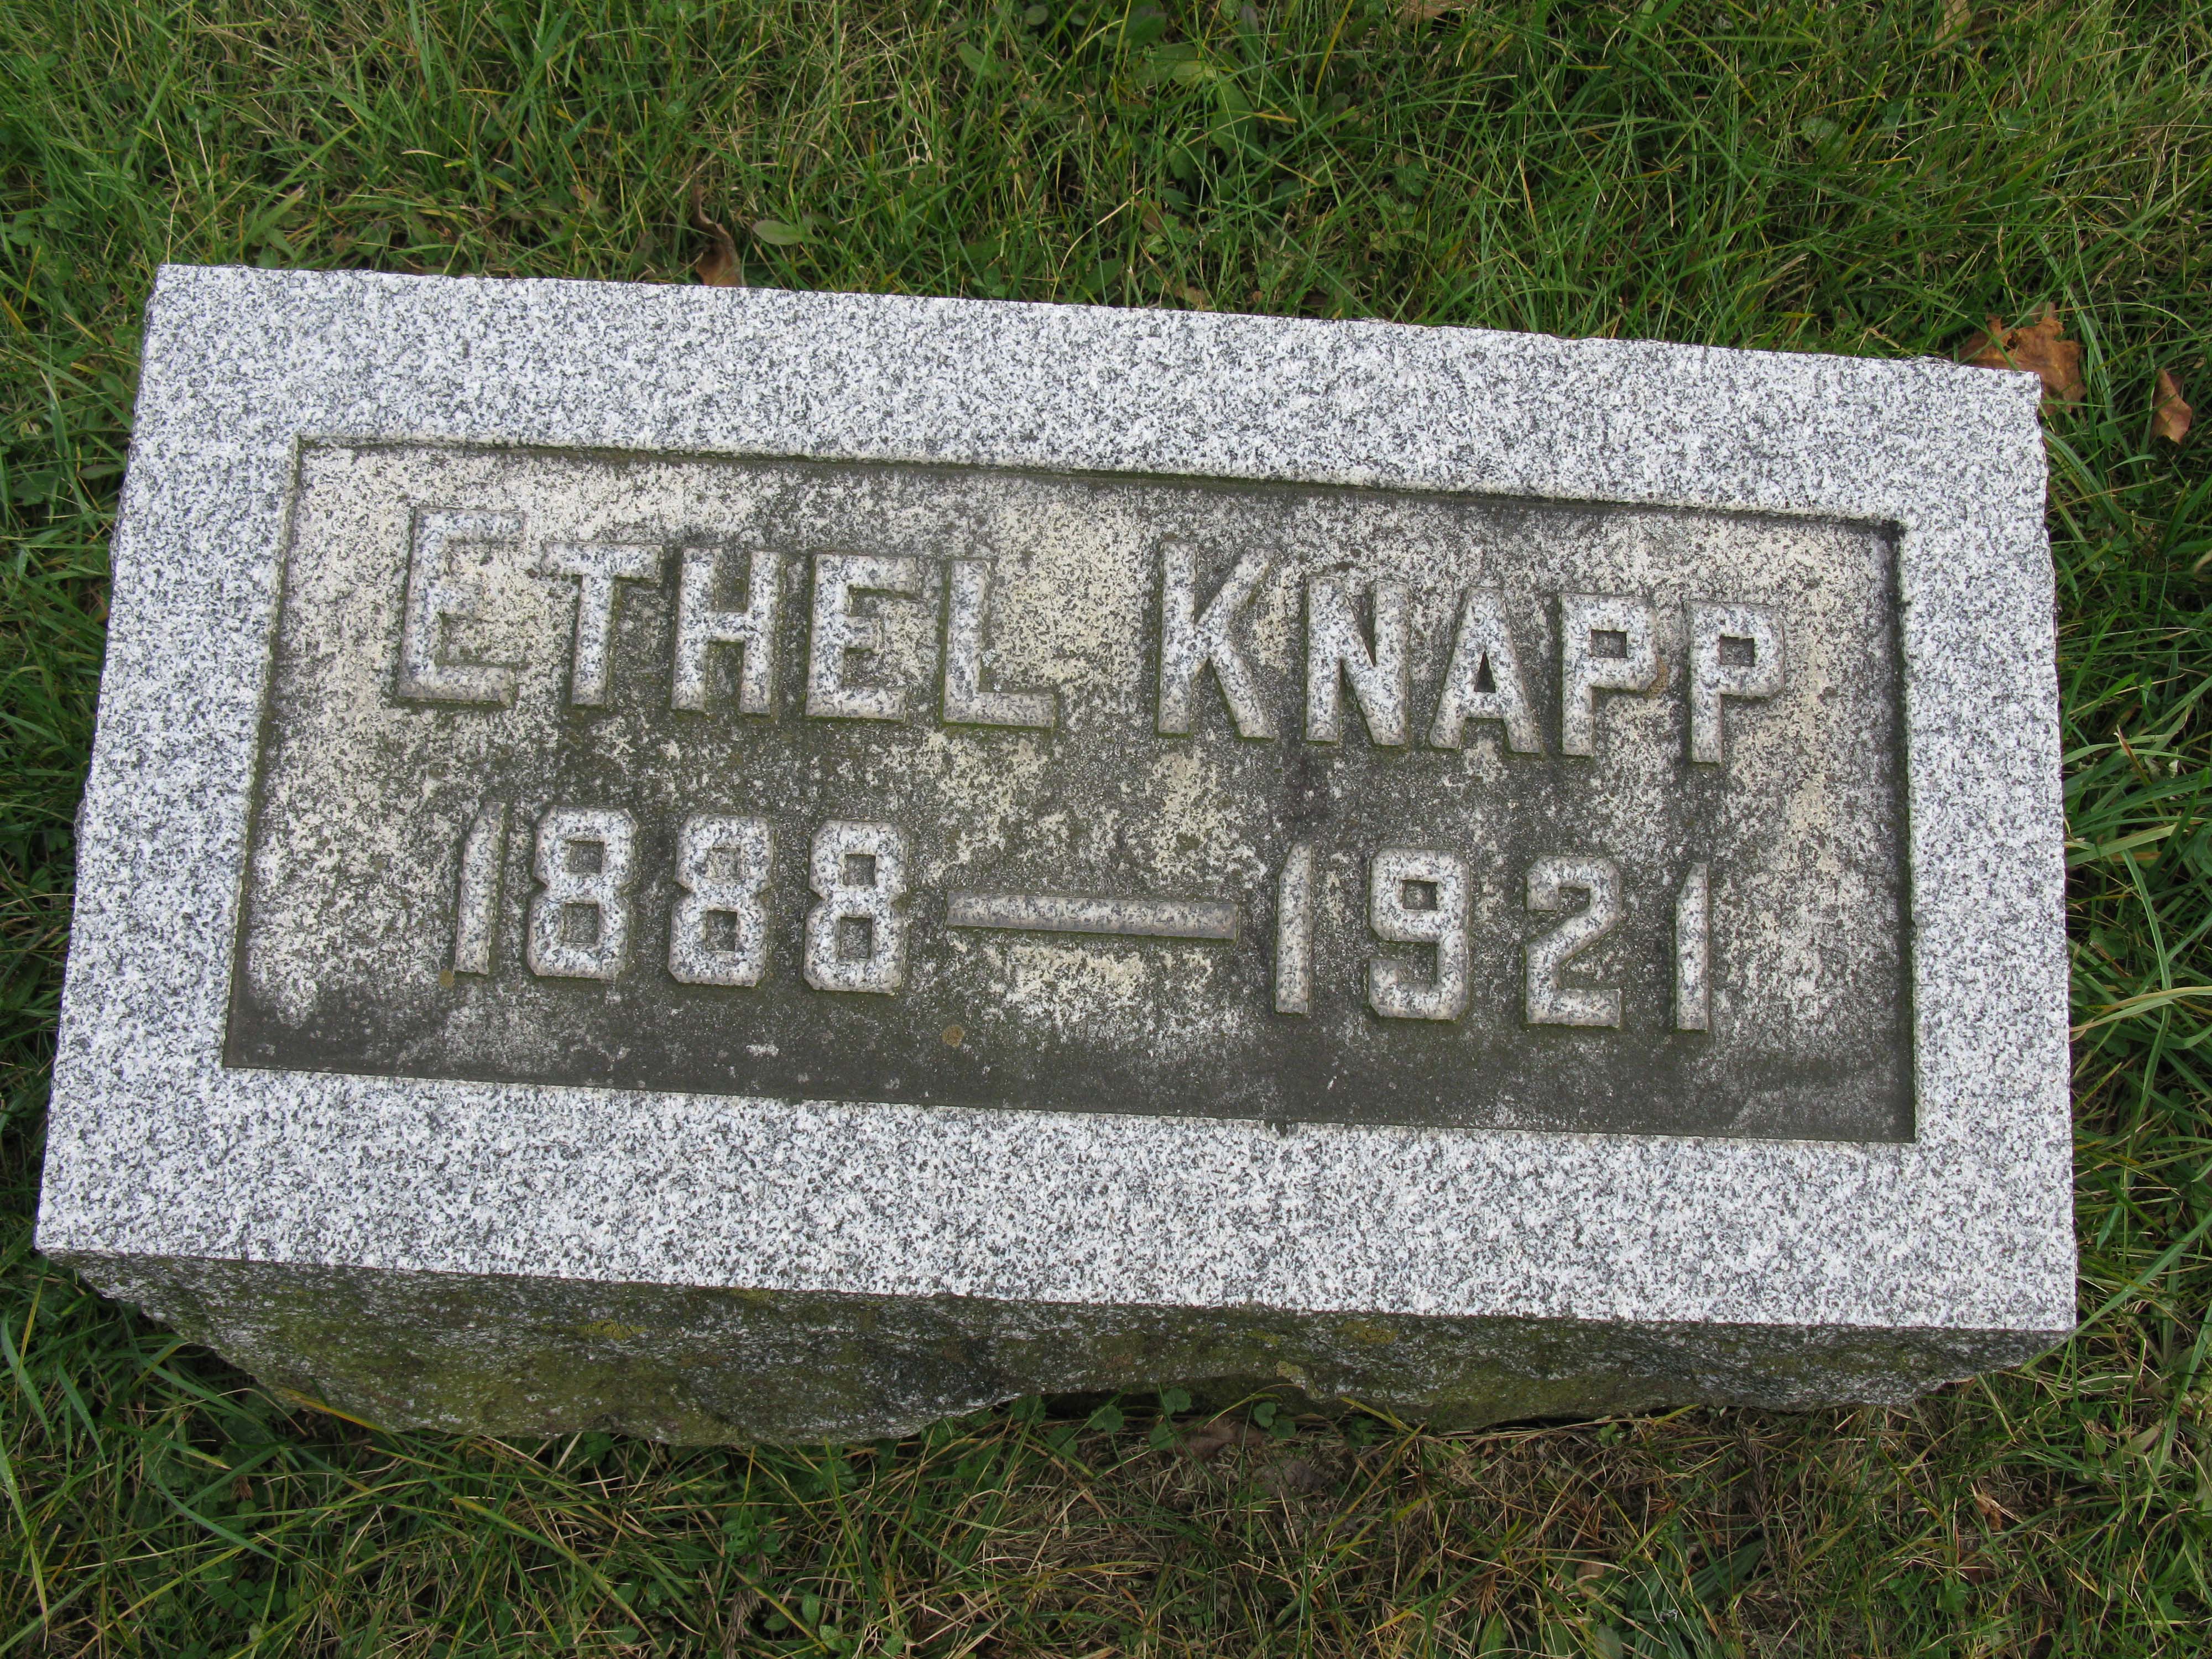 ETHEL KNAPP
1888 — 1921